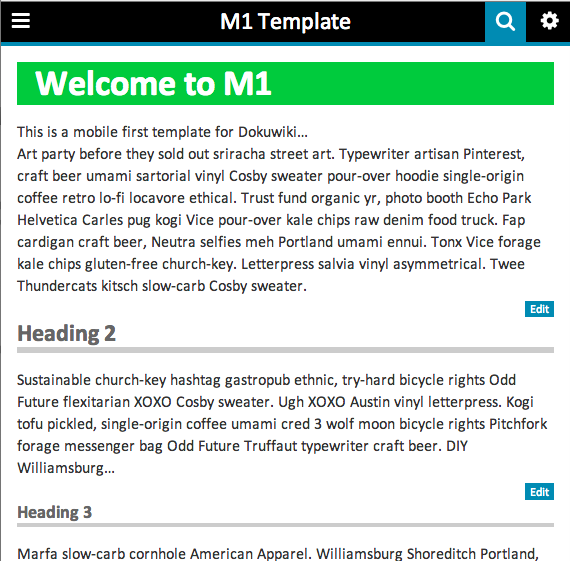 M1 Template
Welcome to M1
This is a mobile first template for Dokuwiki...
Art party before they sold out sriracha street art. Typewriter artisan Pinterest,
craft beer umami sartorial vinyl Cosby sweater pour-over hoodie single-origin
coffee retro lo-fi locavore ethical. Trust fund organic yr, photo booth Echo Park
Helvetica Carles pug kogi Vice pour-over kale chips raw denim food truck. Fap
cardigan craft beer, Neutra selfies meh Portland umami ennui. Tonx Vice forage
kale chips gluten-free church-key. Letterpress salvia vinyl asymmetrical. Twee
Thundercats kitsch slow-carb Cosby sweater.
Edit
Heading 2
Sustainable church-key hashtag gastropub ethnic, try-hard bicycle rights Odd
Future flexitarian XOXO Cosby sweater. Ugh XOXO Austin vinyl letterpress. Kogi
tofu pickled, single-origin coffee umami cred 3 wolf moon bicycle rights Pitchfork
forage messenger bag Odd Future Truffaut typewriter craft beer. DIY
Williamsburg...
Edit
Heading 3
Marfa slow-carb cornhole American Apparel. Williamsburg Shoreditch Portland,